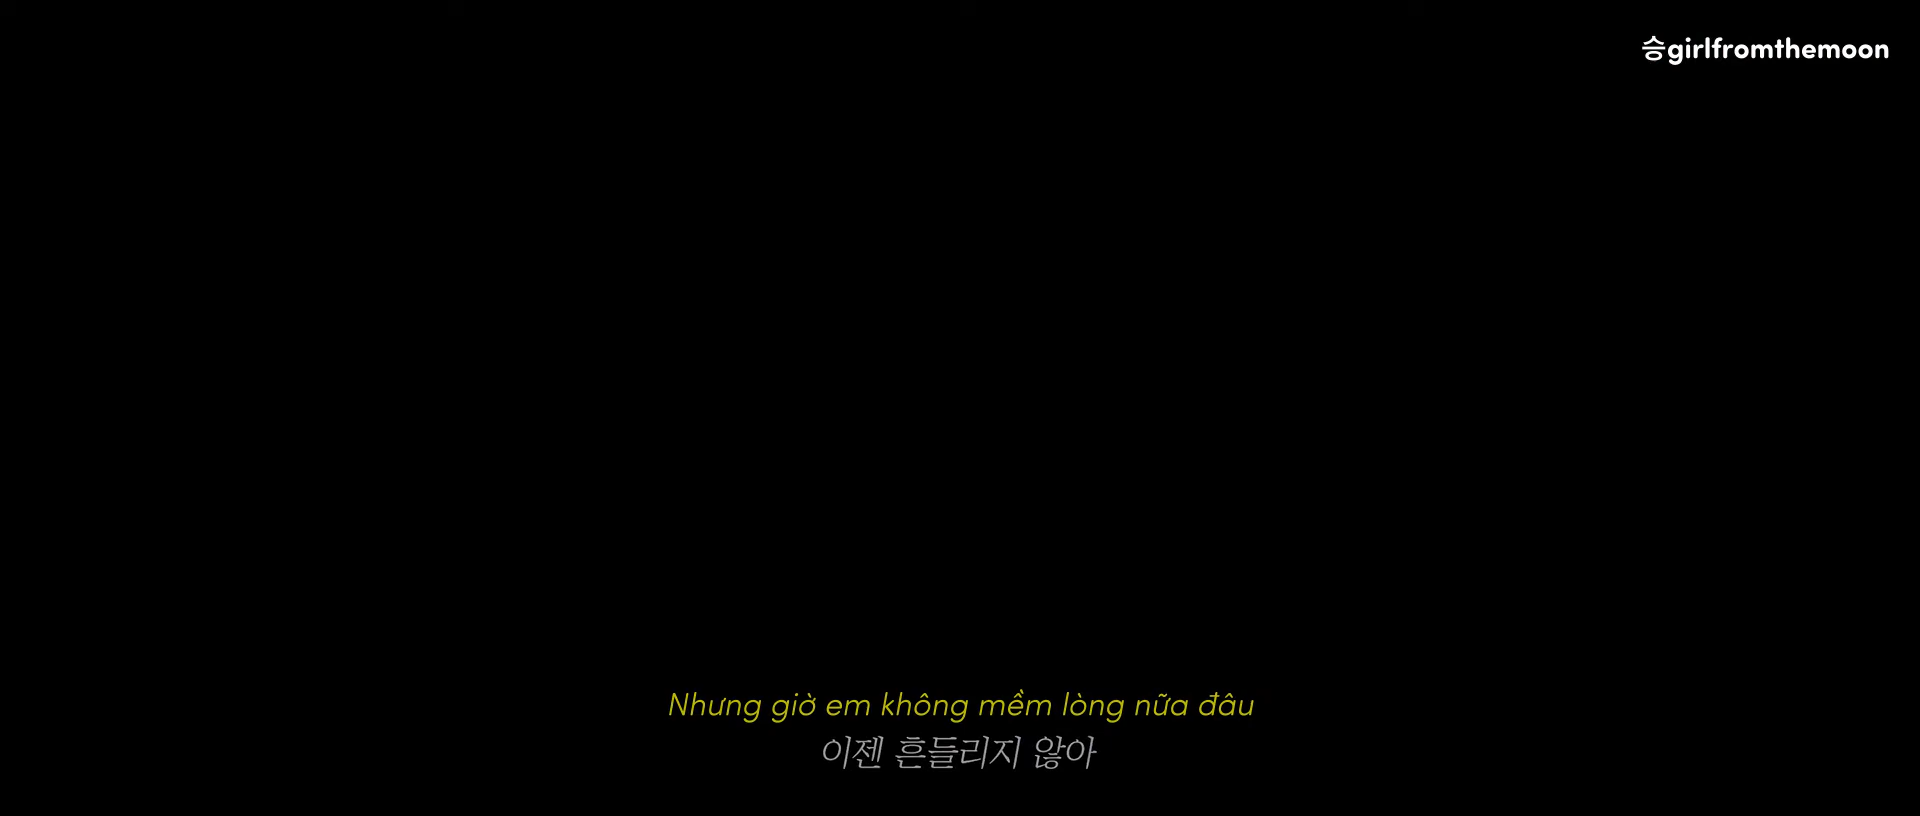 승girlfromthemoon
Nhưng giờ em không mềm lòng nữa đâu
이젠 흔들리지 않아